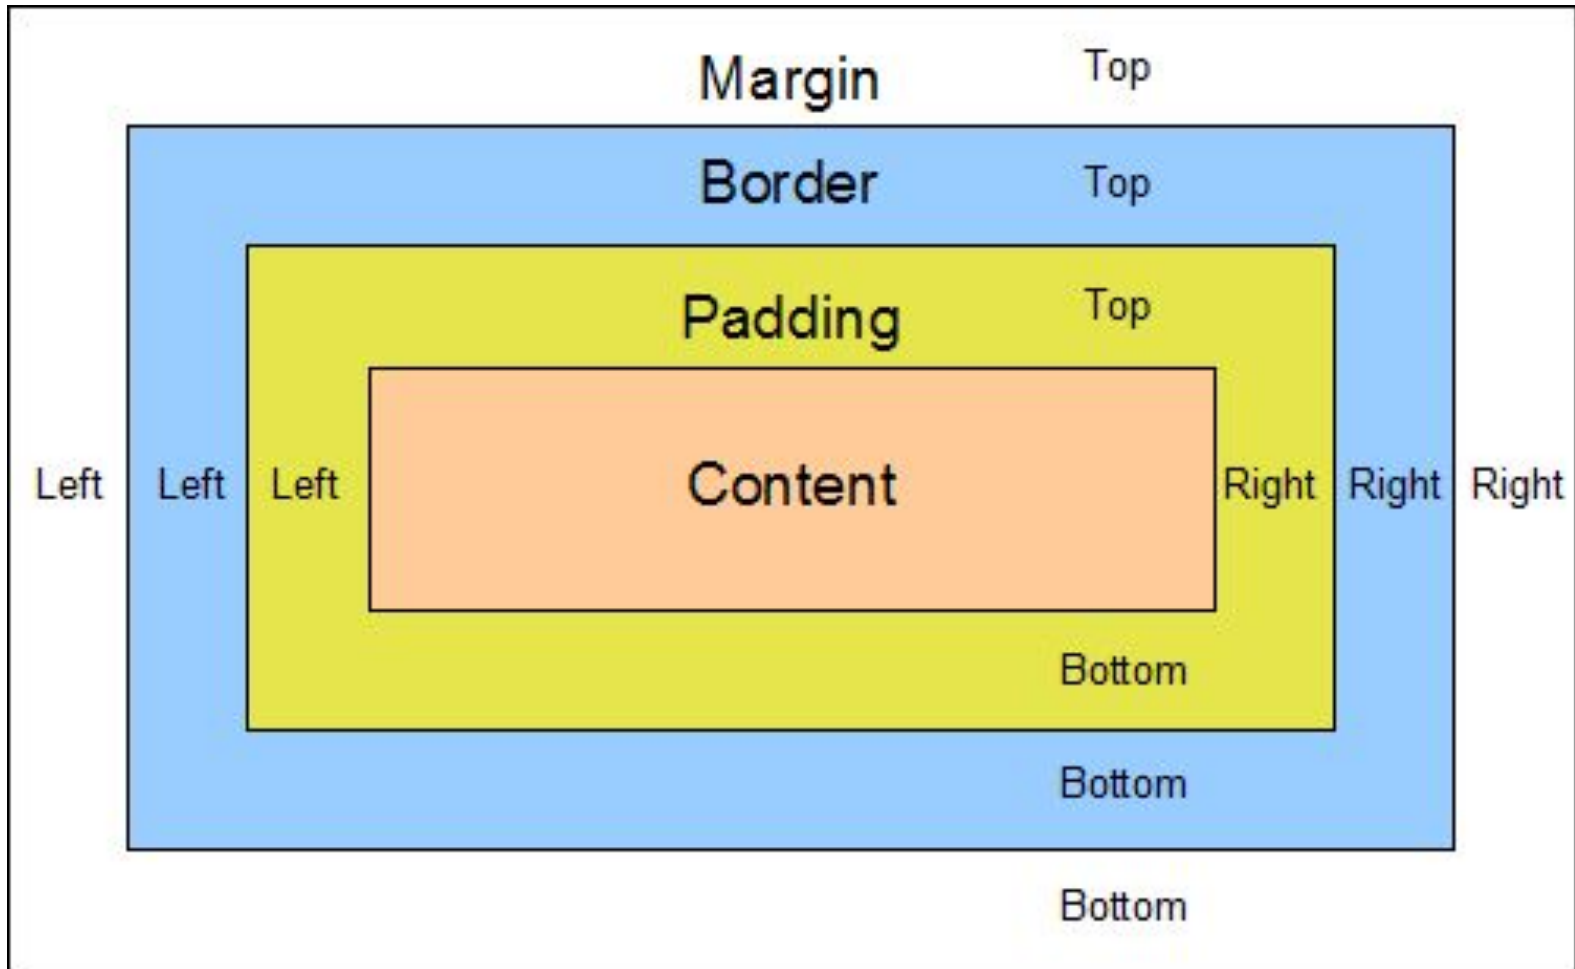 Margin Top
Border Top
Padding Top
Left Left Left Content Right Right Right
Bottom
Bottom
Bottom